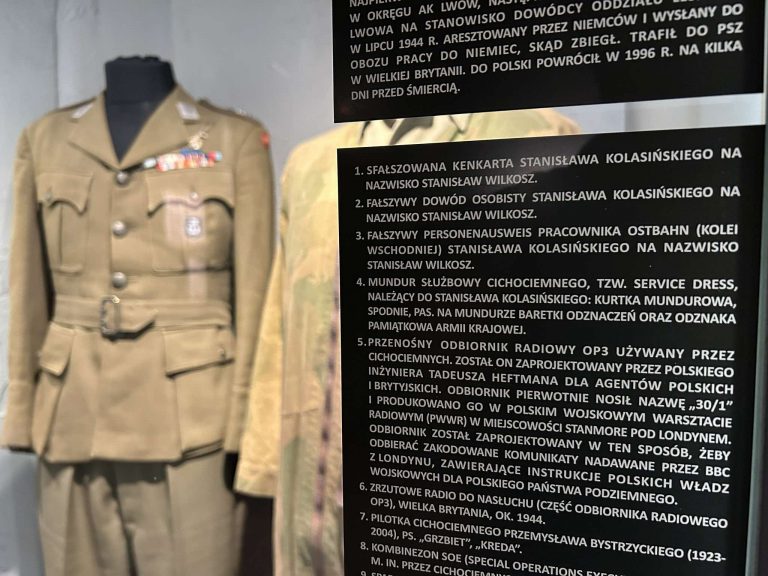 W OKRĘGU AK LWÓW,
LWOWA NA STANOWISKO DOWÓDCY ODDZIAŁU
W LIPCU 1944 R. ARESZTOWANY PRZEZ NIEMCÓW I WYSŁANY DO
OBOZU PRACY DO NIEMIEC, SKĄD ZBIEGŁ. TRAFIŁ DO PSZ
W WIELKIEJ BRYTANII. DO POLSKI POWRÓCIŁ W 1996 R. NA KILKA
DNI PRZED ŚMIERCIĄ.
1. SFAŁSZOWANA KENKARTA STANISŁAWA KOLASIŃSKIEGO NA
NAZWISKO STANISŁAW WILKOSZ.
2. FAŁSZYWY DOWÓD OSOBISTY STANISŁAWA KOLASIŃSKIEGO NA
NAZWISKO STANISŁAW WILKOSZ.
3. FAŁSZYWY PERSONENAUSWEIS PRACOWNIKA OSTBAHN (KOLEI
WSCHODNIEJ) STANISŁAWA KOLASIŃSKIEGO NA NAZWISKO
STANISŁAW WILKOSZ.
4. MUNDUR SŁUŻBOWY CICHOCIEMNEGO, TZW. SERVICE DRESS,
NALEŻĄCY DO STANISŁAWA KOLASIŃSKIEGO: KURTKA MUNDUROWA,
SPODNIE, PAS. NA MUNDURZE BARETKI ODZNACZEŃ ORAZ ODZNAKA
PAMIĄTKOWA ARMII KRAJOWEJ.
5. PRZENOŚNY ODBIORNIK RADIOWY OP3 UŻYWANY PRZEZ
CICHOCIEMNYCH. ZOSTAŁ ON ZAPROJEKTOWANY PRZEZ POLSKIEGO
INŻYNIERA TADEUSZA HEFTMANA DLA AGENTÓW POLSKICH
I BRYTYJSKICH. ODBIORNIK PIERWOTNIE NOSIŁ NAZWĘ „30/1”
I PRODUKOWANO GO W POLSKIM WOJSKOWYM WARSZTACIE
RADIOWYM (PWWR) W MIEJSCOWOŚCI STANMORE POD LONDYNEM.
ODBIORNIK ZOSTAŁ ZAPROJEKTOWANY W TEN SPOSÓB, ŻEBY
ODBIERAĆ ZAKODOWANE KOMUNIKATY NADAWANE PRZEZ BBC
Z LONDYNU, ZAWIERAJĄCE INSTRUKCJE POLSKICH WŁADZ
WOJSKOWYCH DLA POLSKIEGO PAŃSTWA PODZIEMNEGO.
6. ZRZUTOWE RADIO DO NASŁUCHU (CZĘŚĆ ODBIORNIKA RADIOWEGO
OP3), WIELKA BRYTANIA, OK. 1944.
7. PILOTKA CICHOCIEMNEGO PRZEMYSŁAWA BYSTRZYCKIEGO (1923-
2004), PS. „GRZBIET”, „KREDA”.
8. KOMBINEZON SOE (SPECIAL OPERATIONS
M. IN. PRZEZ
9.